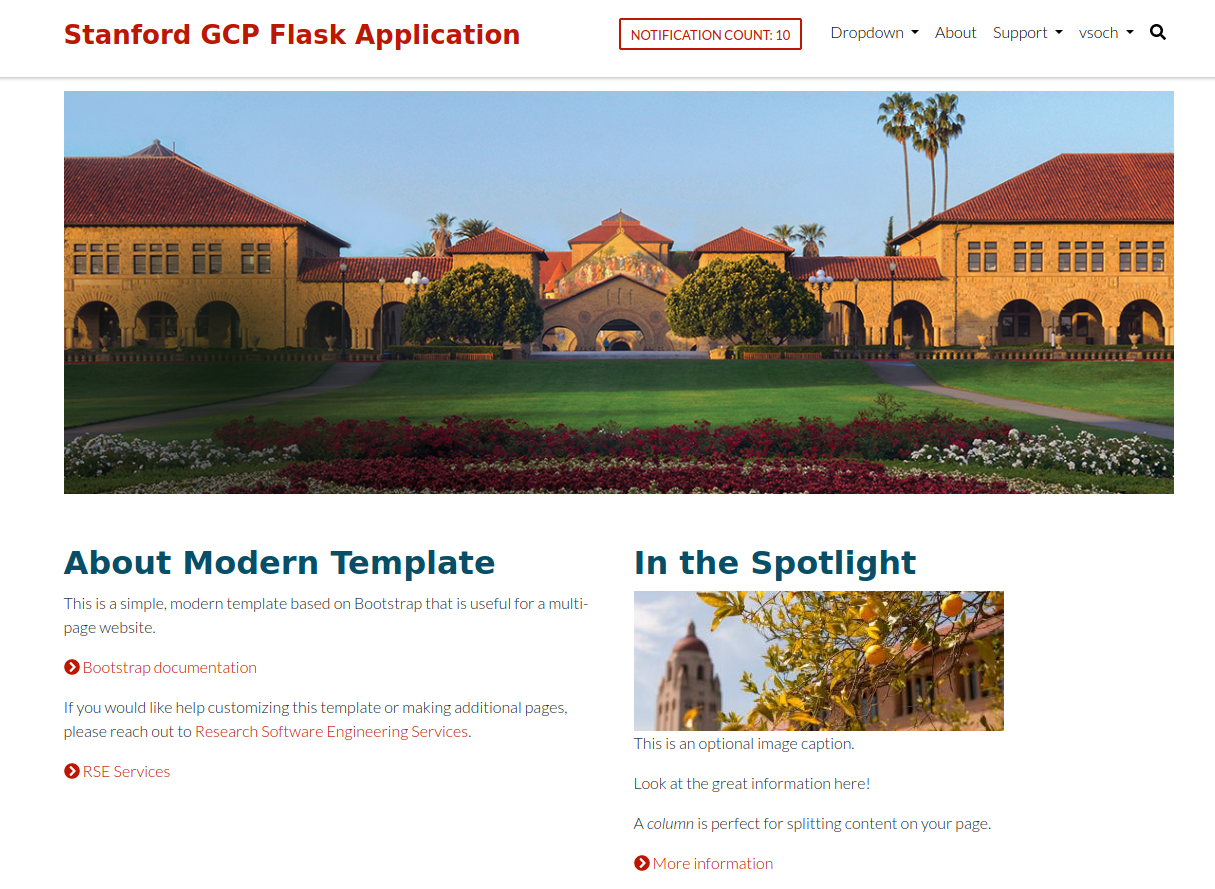 Stanford GCP Flask Application
NOTIFICATION COUNT: 10
Dropdown
About
Support
vsoch
About Modern Template
This is a simple, modern template based on Bootstrap that is useful for a multi-
page website.
Bootstrap documentation
If you would like help customizing this template or making additional pages,
please reach out to Research Software Engineering Services.
RSE Services
In the Spotlight
This is an optional image caption.
Look at the great information here!
A column is perfect for splitting content on your page.
More information